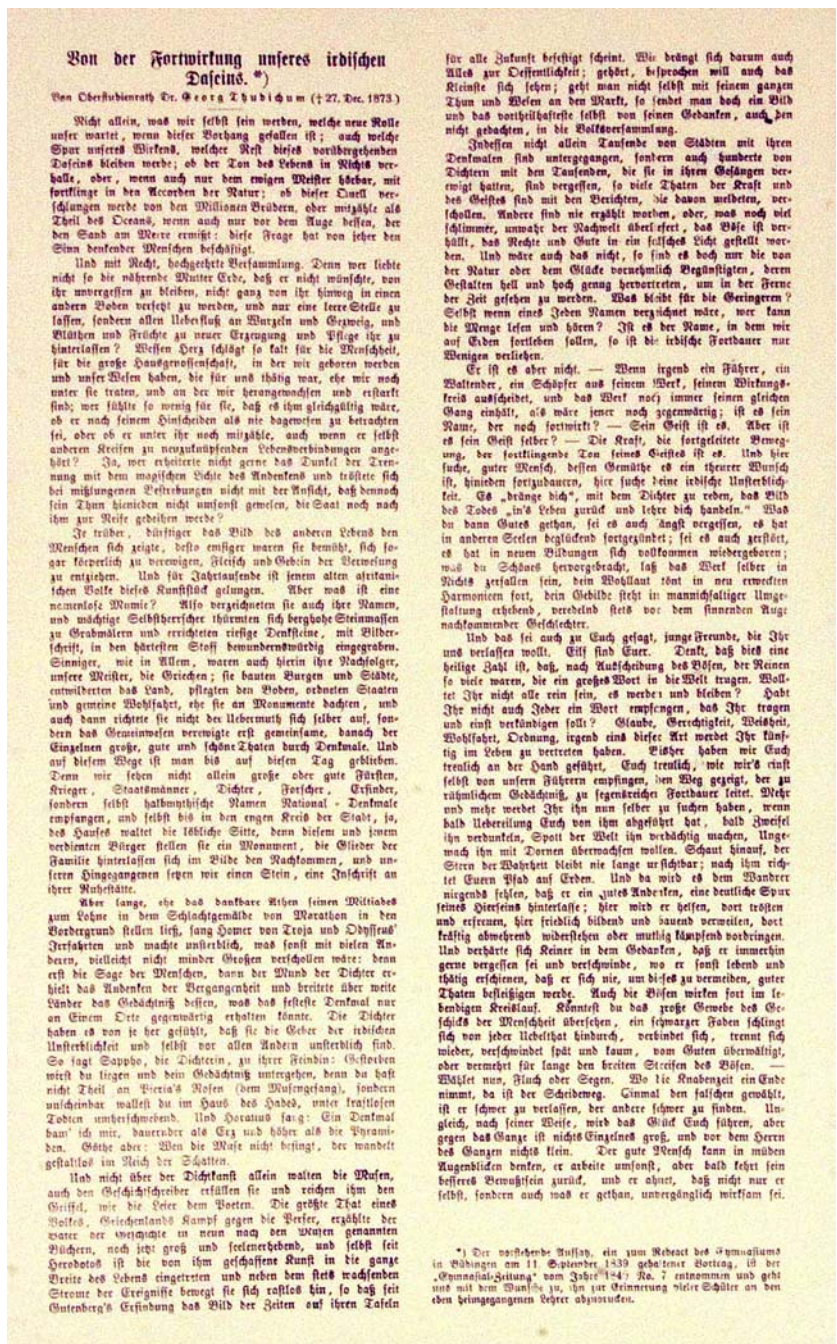 Von der Fortwirkung unseres irdischen
Daseins. *)
Von Oberstudienrath Dr. Georg Thudichum († 27. Dec. 1873.)
Nicht allein, was wir selbst sein werden, welche neue Rolle
unser wartet, wenn dieser Vorhang gefallen ist; auch welche
Spur unseres Wirkens, welcher Rest dieses vorübergehenden
Daseins bleiben werde; ob der Ton des Lebens in Nichts ver-
halle, oder, wenn auch nur dem ewigen Meister hörbar, mit
fortklinge in den Accorden der Natur; ob dieser Quell ver-
schlungen werde von den Millionen Brüdern, oder mitzähle als
Theil des Oceans, wenn auch nur vor dem Auge dessen, der
den Sand am Meere ermißt: diese Frage hat von jeher den
Sinn denkender Menschen beschäftigt.
Und mit Recht, hochgeehrte Versammlung. Denn wer liebte
nicht so die nährende Mutter Erde, daß er nicht wünschte, von
ihr unvergessen zu bleiben, nicht ganz von ihr hinweg in einen
andern Boden versetzt zu werden, und nur eine leere Stelle zu
lassen, sondern allen Ueberfluß an Wurzeln und Gezweig, und
Blüthen und Früchte zu neuer Erzeugung und Pflege ihr zu
hinterlassen? Wessen Herz schlägt so kalt für die Menschheit,
für die große Hausgenossenschaft, in der wir geboren werden
und unser Wesen haben, die für uns thätig war, ehe wir noch
unter sie traten, und an der wir herangewachsen und erstarkt
sind; wer fühlte so wenig für sie, daß es ihm gleichgültig wäre,
ob er nach seinem Hinscheiden als nie dagewesen zu betrachten
sei, oder ob er unter ihr noch mitzähle, auch wenn er selbst
anderen Kreisen zu neuzuknüpfenden Lebensverbindungen ange-
hört? Ja, wer erheiterte nicht gerne das Dunkel der Tren-
nung mit dem magischen Lichte des Andenkens und tröstete sich
bei mißlungenen Bestrebungen nicht mit der Ansicht, daß dennoch
sein Thun hienieden nicht umsonst gewesen, die Saat noch nach
ihm zur Reife gedeihen werde?
Je trüber, dürftiger das Bild des anderen Lebens den
Menschen sich zeigte, desto emsiger waren sie bemüht, sich so-
gar körperlich zu verewigen, Fleisch und Gebein der Verwesung
zu entziehen. Und für Jahrtausende ist jenem alten afrikani-
schen Volke dieses Kunststück gelungen. Aber was ist eine
namenlose Mumie? Also verzeichneten sie auch ihre Namen,
und mächtige Selbstherrscher thürmten sich berghohe Steinmassen
zu Grabmälern und errichteten riesige Denksteine, mit Bilder-
schrift, in den härtesten Stoff bewundernswürdig eingegraben.
Sinniger, wie in Allem, waren auch hierin ihre Nachfolger,
unsere Meister, die Griechen; sie bauten Burgen und Städte,
entwilderten das Land, pflegten den Boden, ordneten Staaten
und gemeine Wohlfahrt, ehe sie an Monumente dachten, und
auch dann richtete sie nicht der Uebermuth sich selber auf, son-
dern das Gemeinwesen verewigte erst gemeinsame, danach der
Einzelnen große, gute und schöne Thaten durch Denkmale. Und
auf diesem Wege ist man bis auf diesen Tag geblieben.
Denn wir sehen nicht allein große oder gute Fürsten,
Krieger, Staatsmänner, Dichter, Forscher, Erfinder,
sondern selbst halbmythische Namen National-Denkmale
empfangen, und selbst bis in den engen Kreis der Stadt, ja,
des Hauses waltet die löbliche Sitte, denn diesem und jenem
verdienten Bürger stellen sie ein Monument, die Glieder der
Familie hinterlassen sich im Bilde den Nachkommen, und un-
seren Hingegangenen setzen wir einen Stein, eine Inschrift an
ihrer Ruhestätte.
Aber lange, ehe das dankbare Athen seinen Miltiades
zum Lohne in dem Schlachtgemälde von Marathon in den
Vordergrund stellen ließ, sang Homer von Troja und Odysseus'
Irrfahrten und machte unsterblich, was sonst mit vielen An-
deren, vielleicht nicht minder Großen verschollen wäre: denn
erst die Sage der Menschen, dann der Mund der Dichter er-
hielt das Andenken der Vergangenheit und breitete über weite
Länder das Gedächtniß dessen, was das festeste Denkmal nur
an Einem Orte gegenwärtig erhalten könnte. Die Dichter
haben es von je her gefühlt, daß sie die Geber der irdischen
Unsterblichkeit und selbst vor allen Andern unsterblich sind.
So sagt Sappho, die Dichterin, zu ihrer Feindin: Gestorben
wirst du liegen und dein Gedächtniß untergehen, denn du hast
nicht Theil an Pieria's Rosen (dem Musengesang), sondern
unscheinbar wallest du im Haus des Hades, unter kraftlosen
Todten umherschwebend. Und Horatius sang: Ein Denkmal
baut' ich mir, dauernder als Erz und höher als die Pyrami-
den. Göthe aber: Wen die Muse nicht besingt, der wandelt
gestaltlos im Reich der Schatten.
Und nicht über der Dichtkunst allein walten die Musen,
auch den Geschichtschreiber erfüllen sie und reichen ihm den
Griffel, wie die Leier dem Poeten. Die größte That eines
Volkes, Griechenlands Kampf gegen die Perser, erzählte der
Vater der Geschichte in neun nach den Musen genannten
Büchern, noch jetzt groß und seelenerhebend, und selbst seit
Herodotos ist die von ihm geschaffene Kunst in die ganze
Breite des Lebens eingetreten und neben dem stets wachsenden
Strome der Ereignisse bewegt sie sich rastlos hin, so daß seit
Gutenberg's Erfindung das Bild der Zeiten auf ihren Tafeln
für alle Zukunft befestigt scheint. Wie drängt sich darum auch
Alles zur Oeffentlichkeit; gehört, besprochen will auch das
Kleinste sich sehen; geht man nicht selbst mit seinem ganzen
Thun und Wesen an den Markt, so sendet man doch ein Bild
und das vortheilhafteste selbst von seinen Gedanken, auch den
nicht gedachten, in die Volksversammlung.
Indessen nicht allein Tausende von Städten mit ihren
Denkmalen sind untergegangen, sondern auch hunderte von
Dichtern mit den Tausenden, die sie in ihren Gesängen ver-
ewigt hatten, sind vergessen, so viele Thaten der Kraft und
des Geistes sind mit den Berichten, die davon meldeten, ver-
schollen. Andere sind nie erzählt worden, oder, was noch viel
schlimmer, unwahr der Nachwelt überliefert, das Böse ist ver-
hüllt, das Rechte und Gute in ein falsches Licht gestellt wor-
den. Und wäre auch das nicht, so sind es doch nur die von
der Natur oder dem Glücke vornehmlich Begünstigten, deren
Gestalten hell und hoch genug hervortreten, um in der Ferne
der Zeit gesehen zu werden. Was bleibt für die Geringeren?
Selbst wenn eines Jeden Namen verzeichnet wäre, wer kann
die Menge lesen und hören? Ist es der Name, in dem wir
auf Erden fortleben sollen, so ist die irdische Fortdauer nur
Wenigen verliehen.
Er ist es aber nicht. — Wenn irgend ein Führer, ein
Waltender, ein Schöpfer aus seinem Werk, seinem Wirkungs-
kreis ausscheidet, und das Werk noch immer seinen gleichen
Gang einhält, als wäre jener noch gegenwärtig; ist es sein
Name, der noch fortwirkt? — Sein Geist ist es. Aber ist
es sein Geist selber? — Die Kraft, die fortgeleitete Beweg-
ung, der fortklingende Ton seines Geistes ist es. Und hier
suche, guter Mensch, dessen Gemüthe es ein theurer Wunsch
ist, hinieden fortzudauern, hier suche deine irdische Unsterblich-
keit. Es „dränge dich“, mit dem Dichter zu reden, das Bild
des Todes „in's Leben zurück und lehre dich handeln.“ Was
du dann Gutes gethan, sei es auch längst vergessen, es hat
in anderen Seelen beglückend fortgezündet; sei es auch zerstört,
es hat in neuen Bildungen sich vollkommen wiedergeboren;
was du Schönes hervorgebracht, laß das Werk selber in
Nichts zerfallen sein, dein Wohllaut tönt in neu erweckten
Harmonieen fort, dein Gebilde steht in mannichfaltiger Umge-
staltung erhebend, veredelnd stets vor dem sinnenden Auge
nachkommender Geschlechter.
Und das sei auch zu Euch gesagt, junge Freunde, die Ihr
uns verlassen wollt. Eilf sind Euer. Denkt, daß dies eine
heilige Zahl ist, daß, nach Ausscheidung des Bösen, der Reinen
so viele waren, die ein großes Wort in die Welt trugen. Woll-
tet Ihr nicht alle rein sein, es werden und bleiben? Habt
Ihr nicht auch Jeder ein Wort empfangen, das Ihr tragen
und einst verkündigen sollt? Glaube, Gerechtigkeit, Weisheit,
Wohlfahrt, Ordnung, irgend eins dieser Art werdet Ihr künf-
tig im Leben zu vertreten haben. Bisher haben wir Euch
treulich an der Hand geführt, Euch treulich, wie wir's einst
selbst von unsern Führern empfingen, den Weg gezeigt, der zu
rühmlichem Gedächtniß, zu segensreicher Fortdauer leitet. Mehr
und mehr werdet Ihr ihn nun selber zu suchen haben, wenn
bald Uebereilung Euch von ihm abgeführt hat, bald Zweifel
ihn verdunkeln, Spott der Welt ihn verdächtig machen, Unge-
mach ihn mit Dornen überwachsen wollen. Schaut hinauf, der
Stern der Wahrheit bleibt nie lange unsichtbar; nach ihm rich-
tet Euern Pfad auf Erden. Und da wird es dem Wandrer
nirgends fehlen, daß er ein gutes Andenken, eine deutliche Spur
seines Hierseins hinterlasse; hier wird er helfen, dort trösten
und erfreuen, hier friedlich bildend und bauend verweilen, dort
kräftig abwehrend widerstehen oder muthig kämpfend vordringen.
Und verhärte sich Keiner in dem Gedanken, daß er immerhin
gerne vergessen sei und verschwinde, wo er sonst lebend und
thätig erschienen, daß er sich nie, um dieses zu vermeiden, guter
Thaten befleißigen werde. Auch die Bösen wirken fort im le-
bendigen Kreislauf. Könntest du das große Gewebe des Ge-
schicks der Menschheit übersehen, ein schwarzer Faden schlingt
sich von jeder Uebelthat hindurch, verbindet sich, trennt sich
wieder, verschwindet spät und kaum, vom Guten überwältigt,
oder vermehrt für lange den breiten Streifen des Bösen. —
Wählet nun, Fluch oder Segen. Wo die Knabenzeit ein Ende
nimmt, da ist der Scheideweg. Einmal den falschen gewählt,
ist er schwer zu verlassen, der andere schwer zu finden. Un-
gleich, nach seiner Weise, wird das Glück Euch führen, aber
gegen das Ganze ist nichts Einzelnes groß, und vor dem Herrn
des Ganzen nichts klein. Der gute Mensch kann in müden
Augenblicken denken, er arbeite umsonst, aber bald kehrt sein
besseres Bewußtsein zurück, und er ahnet, daß nicht nur er
selbst, sondern auch was er gethan, unvergänglich wirksam sei.
*) Der vorstehende Aufsatz, ein zum Redeact des Gymnasiums
in Büdingen am 11. September 1839 gehaltener Vortrag, ist der
„Gymnasial-Zeitung“ vom Jahre No. 7 entnommen und geht
uns mit dem Wunsche zu, ihn zur Erinnerung vieler Schüler an den
eben heimgegangenen Lehrer abzudrucken.